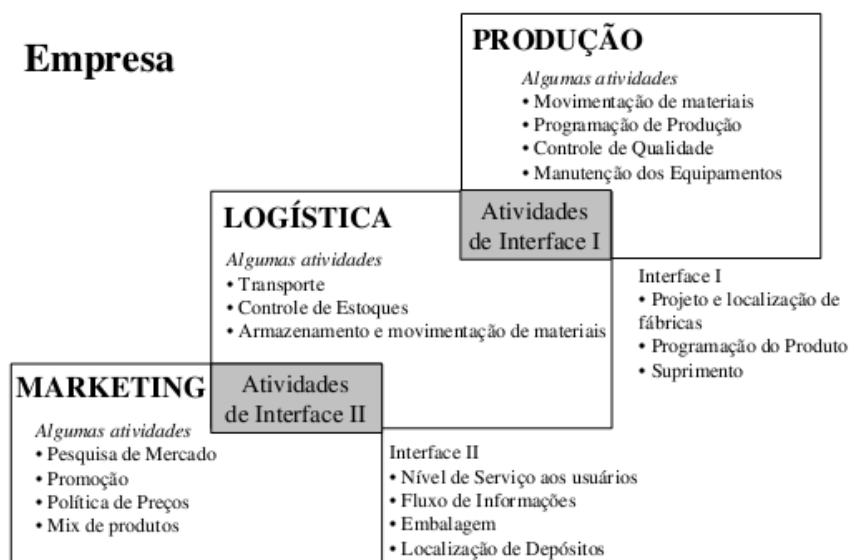 Empresa
PRODUÇÃO
Algumas atividades
• Movimentação de materiais
• Programação de Produção
• Controle de Qualidade
• Manutenção dos Equipamentos
LOGÍSTICA
Algumas atividades
• Transporte
• Controle de Estoques
• Armazenamento e movimentação de materiais
Atividades
de Interface I
Interface I
• Projeto e localização de
fábricas
• Programação do Produto
• Suprimento
MARKETING
Algumas atividades
• Pesquisa de Mercado
• Promoção
• Política de Preços
• Mix de produtos
Atividades
de Interface II
Interface II
• Nível de Serviço aos usuários
• Fluxo de Informações
• Embalagem
• Localização de Depósitos